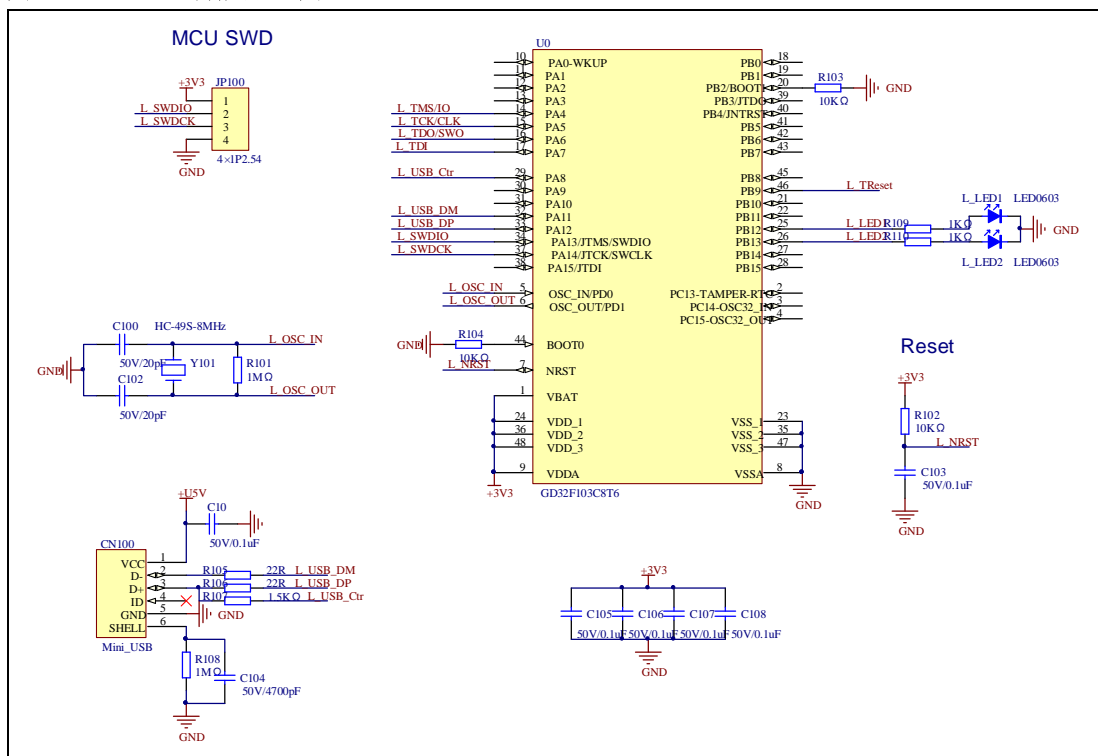 MCU SWD
+3V3
JP100
1
L_SWDIO
2
L_SWDCK
3
4
GND
4×1P2.54
U0
10 PA0-WKUP
11 PA1
12 PA2
13 PA3
L_TMS/IO 14 PA4
L_TCK/CLK 15 PA5
L_TDO/SWO 16 PA6
L_TDI 17 PA7
L_USB_Ctr 29 PA8
30 PA9
31 PA10
L_USB_DM 32 PA11
L_USB_DP 33 PA12
L_SWDIO 34 PA13/JTMS/SWDIO
L_SWDCK 37 PA14/JTCK/SWCLK
38 PA15/JTDI
L_OSC_IN 5 OSC_IN/PD0
L_OSC_OUT 6 OSC_OUT/PD1
GND R104 10KΩ 44 BOOT0
L_NRST 7 NRST
1 VBAT
24 VDD_1
36 VDD_2
48 VDD_3
9 VDDA
+3V3
GD32F103C8T6
PB0 18
PB1 19
PB2/BOOT1 20 R103 10KΩ GND
PB3/JTDO 39
PB4/JNTRST 40
PB5 41
PB6 42
PB7 43
PB8 45
PB9 46 L_TReset
PB10 21
PB11 22
PB12 25 L_LED1 R109 1KΩ
PB13 26 L_LED2 R110 1KΩ
PB14 27
PB15 28
L_LED1 LED0603
GND
L_LED2 LED0603
PC13-TAMPER-RTC 2
PC14-OSC32_IN 3
PC15-OSC32_OUT 4
VSS_1 23
VSS_2 35
VSS_3 47
VSSA 8
GND
C100 HC-49S-8MHz
L_OSC_IN
50V/20pF
GND
Y101
R101
1MΩ
C102
L_OSC_OUT
50V/20pF
Reset
+3V3
R102
10KΩ
L_NRST
C103
50V/0.1uF
GND
+U5V
C10
50V/0.1uF
CN100
VCC 1
D- 2 R105 22R L_USB_DM
D+ 3 R106 22R L_USB_DP
ID 4 R107 1.5KΩ L_USB_Ctr
GND 5 GND
SHELL 6
Mini_USB
R108
1MΩ
C104
50V/4700pF
GND
+3V3
C105 C106 C107 C108
50V/0.1uF 50V/0.1uF 50V/0.1uF 50V/0.1uF
GND